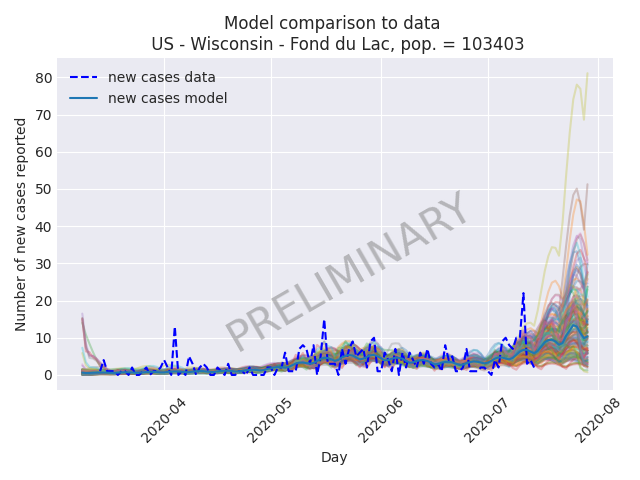 Model comparison to data
US - Wisconsin - Fond du Lac, pop. = 103403
new cases data
new cases model
80
70
60
50
40
30
20
10
0
Number of new cases reported
PRELIMINARY
2020-04
2020-05
2020-06
2020-07
2020-08
Day